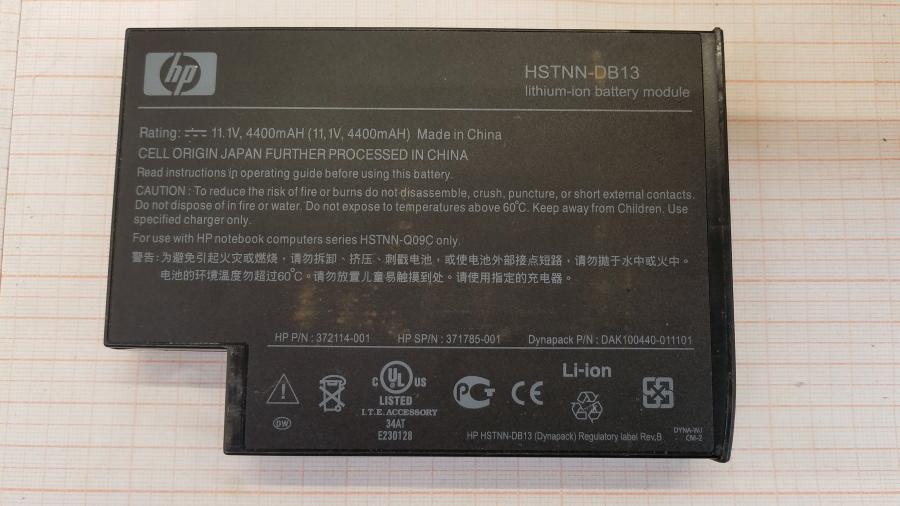 hp
HSTNN-DB13
lithium-ion battery module
Rating: 11.1V, 4400mAH (11,1V, 4400mAH) Made in China
CELL ORIGIN JAPAN FURTHER PROCESSED IN CHINA
Read instructions in operating guide before using this battery.
CAUTION : To reduce the risk of fire or burns do not disassemble, crush, puncture, or short external contacts.
Do not dispose of in fire or water. Do not expose to temperatures above 60°C. Keep away from Children. Use
specified charger only.
For use with HP notebook computers series HSTNN-Q09C only.
警告: 为避免引起火灾或燃烧，请勿拆卸、挤压、刺戳电池，或使电池外部接点短路，请勿抛于水中或火中。
电池的环境温度勿超过60°C。请勿放置儿童易触摸到处。请使用指定的充电器。
HP P/N : 372114-001 HP SP/N : 371785-001 Dynapack P/N : DAK100440-011101
Li-ion
C UL US
LISTED
I.T.E. ACCESSORY
34AT
E230128
DW
PG CE
HP HSTNN-DB13 (Dynapack) Regulatory label Rev.B
DYNA-WJ
CM-2